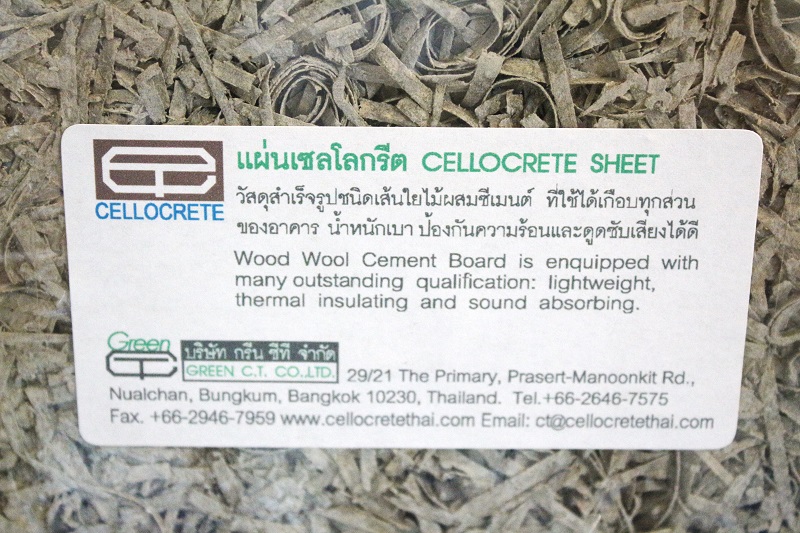 แผ่นเซลโลกรีต CELLOCRETE SHEET
CELLOCRETE
วัสดุสำเร็จรูปชนิดเส้นใยไม้ผสมซีเมนต์ ที่ใช้ได้เกือบทุกส่วน
ของอาคาร น้ำหนักเบา ป้องกันความร้อนและดูดซับเสียงได้ดี
Wood Wool Cement Board is enquipped with
many outstanding qualification: lightweight,
thermal insulating and sound absorbing.
Green
CT
บริษัท กรีน ซีที จำกัด
GREEN C.T. CO.,LTD.
29/21 The Primary, Prasert-Manoonkit Rd.,
Nualchan, Bungkum, Bangkok 10230, Thailand. Tel.+66-2646-7575
Fax. +66-2946-7959 www.cellocretethai.com Email: ct@cellocretethai.com